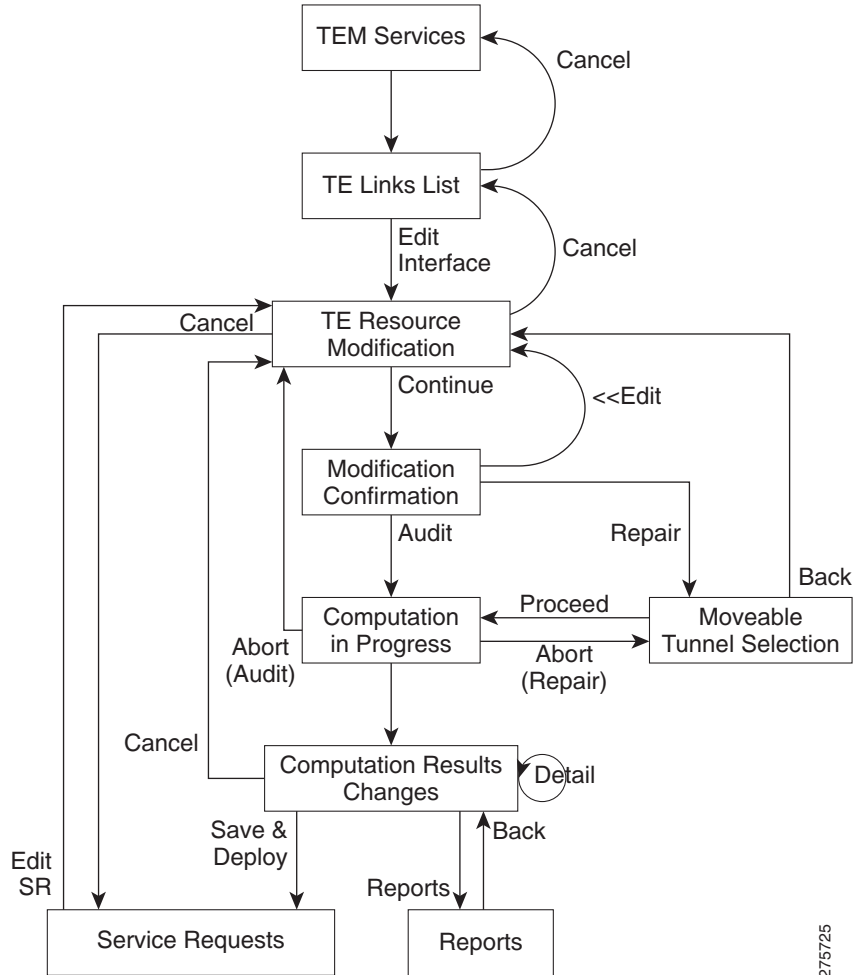 TEM Services
Cancel
TE Links List
Edit
Interface
Cancel
TE Resource
Modification
Cancel
Continue
<<Edit
Modification
Confirmation
Audit
Repair
Back
Computation
in Progress
Proceed
Moveable
Tunnel Selection
Abort
(Audit)
Abort
(Repair)
Cancel
Computation Results
Changes
Detail
Save &
Deploy
Back
Edit
SR
Reports
Service Requests
Reports
275725